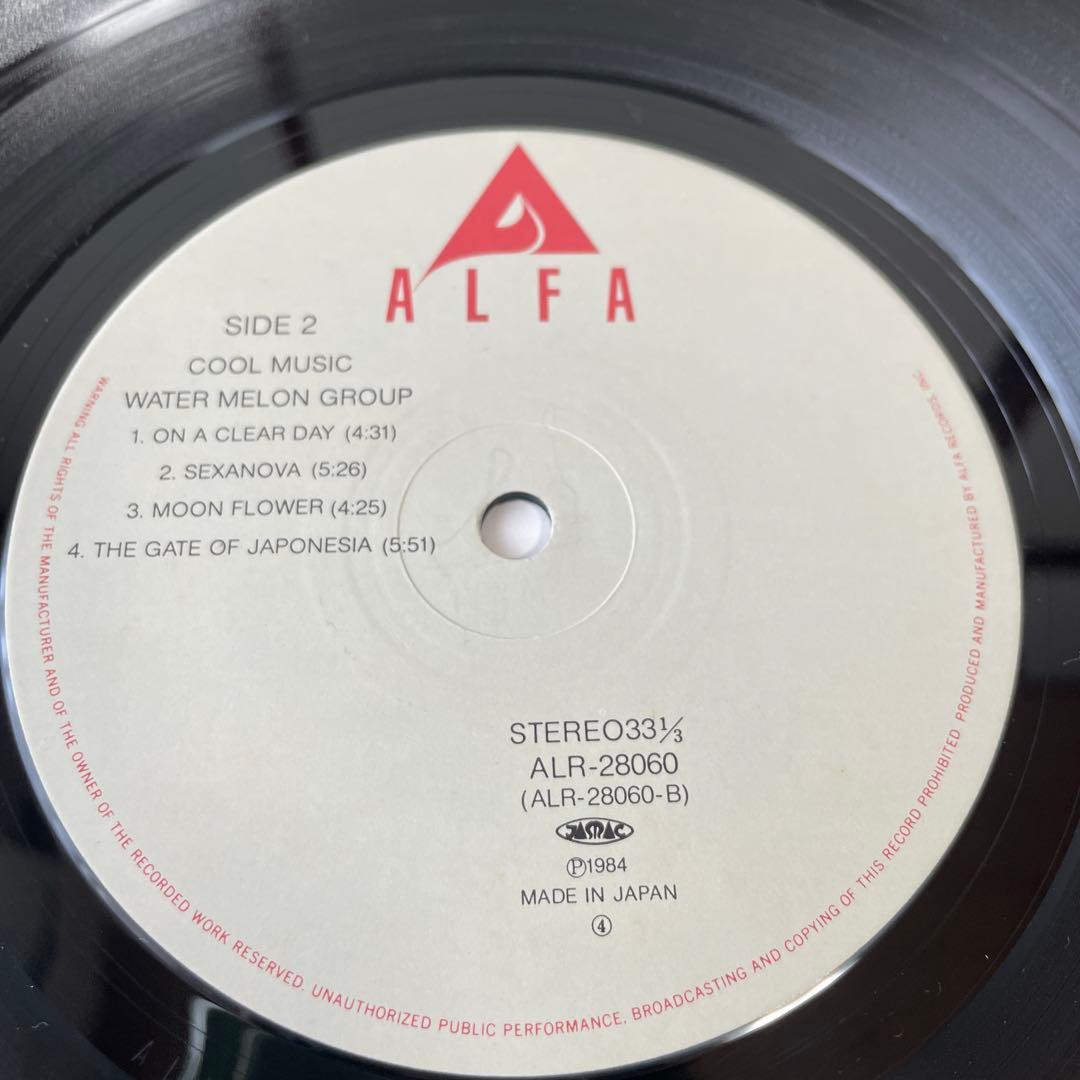 ALFA
SIDE 2
COOL MUSIC
WATER MELON GROUP
1. ON A CLEAR DAY (4:31)
2. SEXANOVA (5:26)
3. MOON FLOWER (4:25)
4. THE GATE OF JAPONESIA (5:51)
STEREO33⅓
ALR-28060
(ALR-28060-B)
JASRAC
Ⓟ1984
MADE IN JAPAN
④
WARNING ALL RIGHTS OF THE MANUFACTURER AND OF THE OWNER OF THE RECORDED WORK RESERVED. UNAUTHORIZED PUBLIC PERFORMANCE, BROADCASTING AND COPYING OF THIS RECORD PROHIBITED PRODUCED AND MANUFACTURED BY ALFA RECORDS, INC.